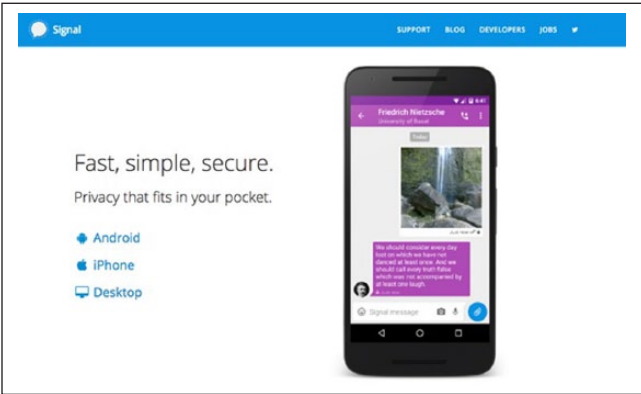 Signal
SUPPORT BLOG DEVELOPERS JOBS
6:41
Friedrich Nietzsche
University of Basel
Today
Fast, simple, secure.
Privacy that fits in your pocket.
Android
iPhone
Desktop
We should consider every day
lost on which we have not
danced at least once. And we
should call every truth false
which was not accompanied by
at least one laugh.
Signal message